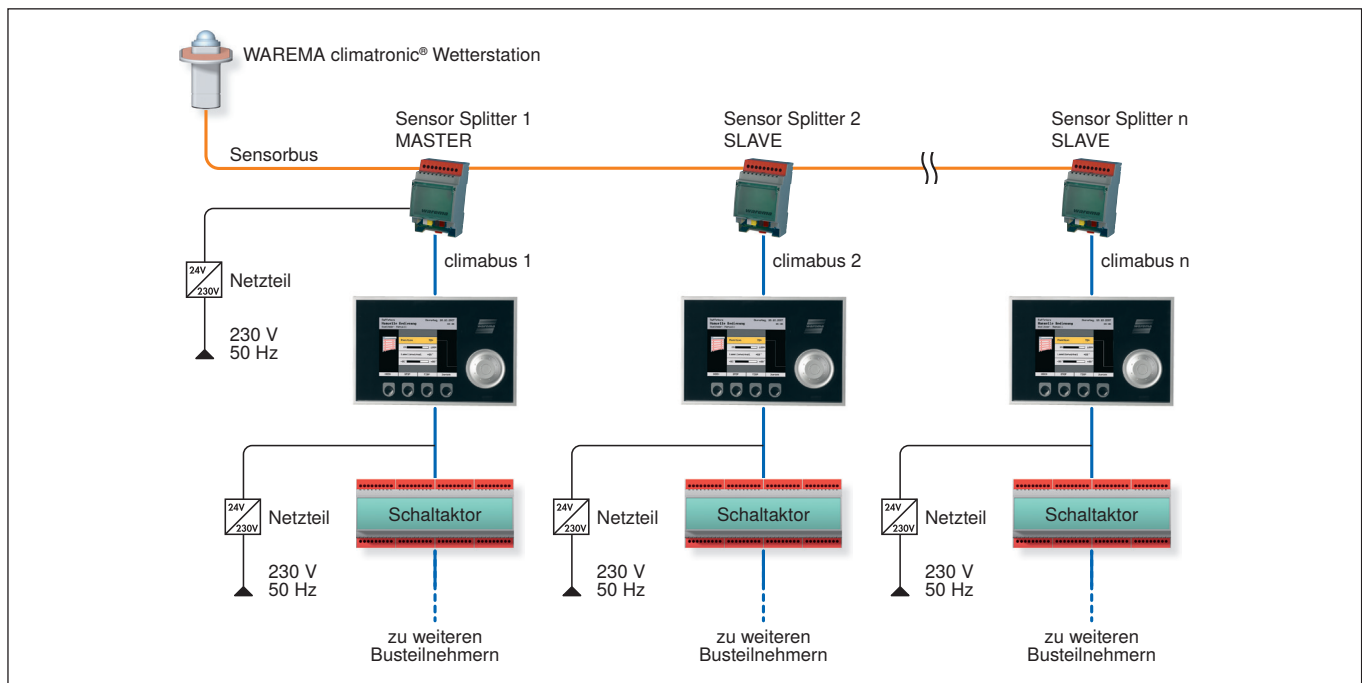 WAREMA climatronic® Wetterstation
Sensor Splitter 1
MASTER
Sensor Splitter 2
SLAVE
Sensor Splitter n
SLAVE
Sensorbus
climabus 1
climabus 2
climabus n
24V
230V
Netzteil
230 V
50 Hz
24V
230V
Netzteil
230 V
50 Hz
Schaltaktor
24V
230V
Netzteil
230 V
50 Hz
Schaltaktor
24V
230V
Netzteil
230 V
50 Hz
Schaltaktor
zu weiteren
Busteilnehmern
zu weiteren
Busteilnehmern
zu weiteren
Busteilnehmern